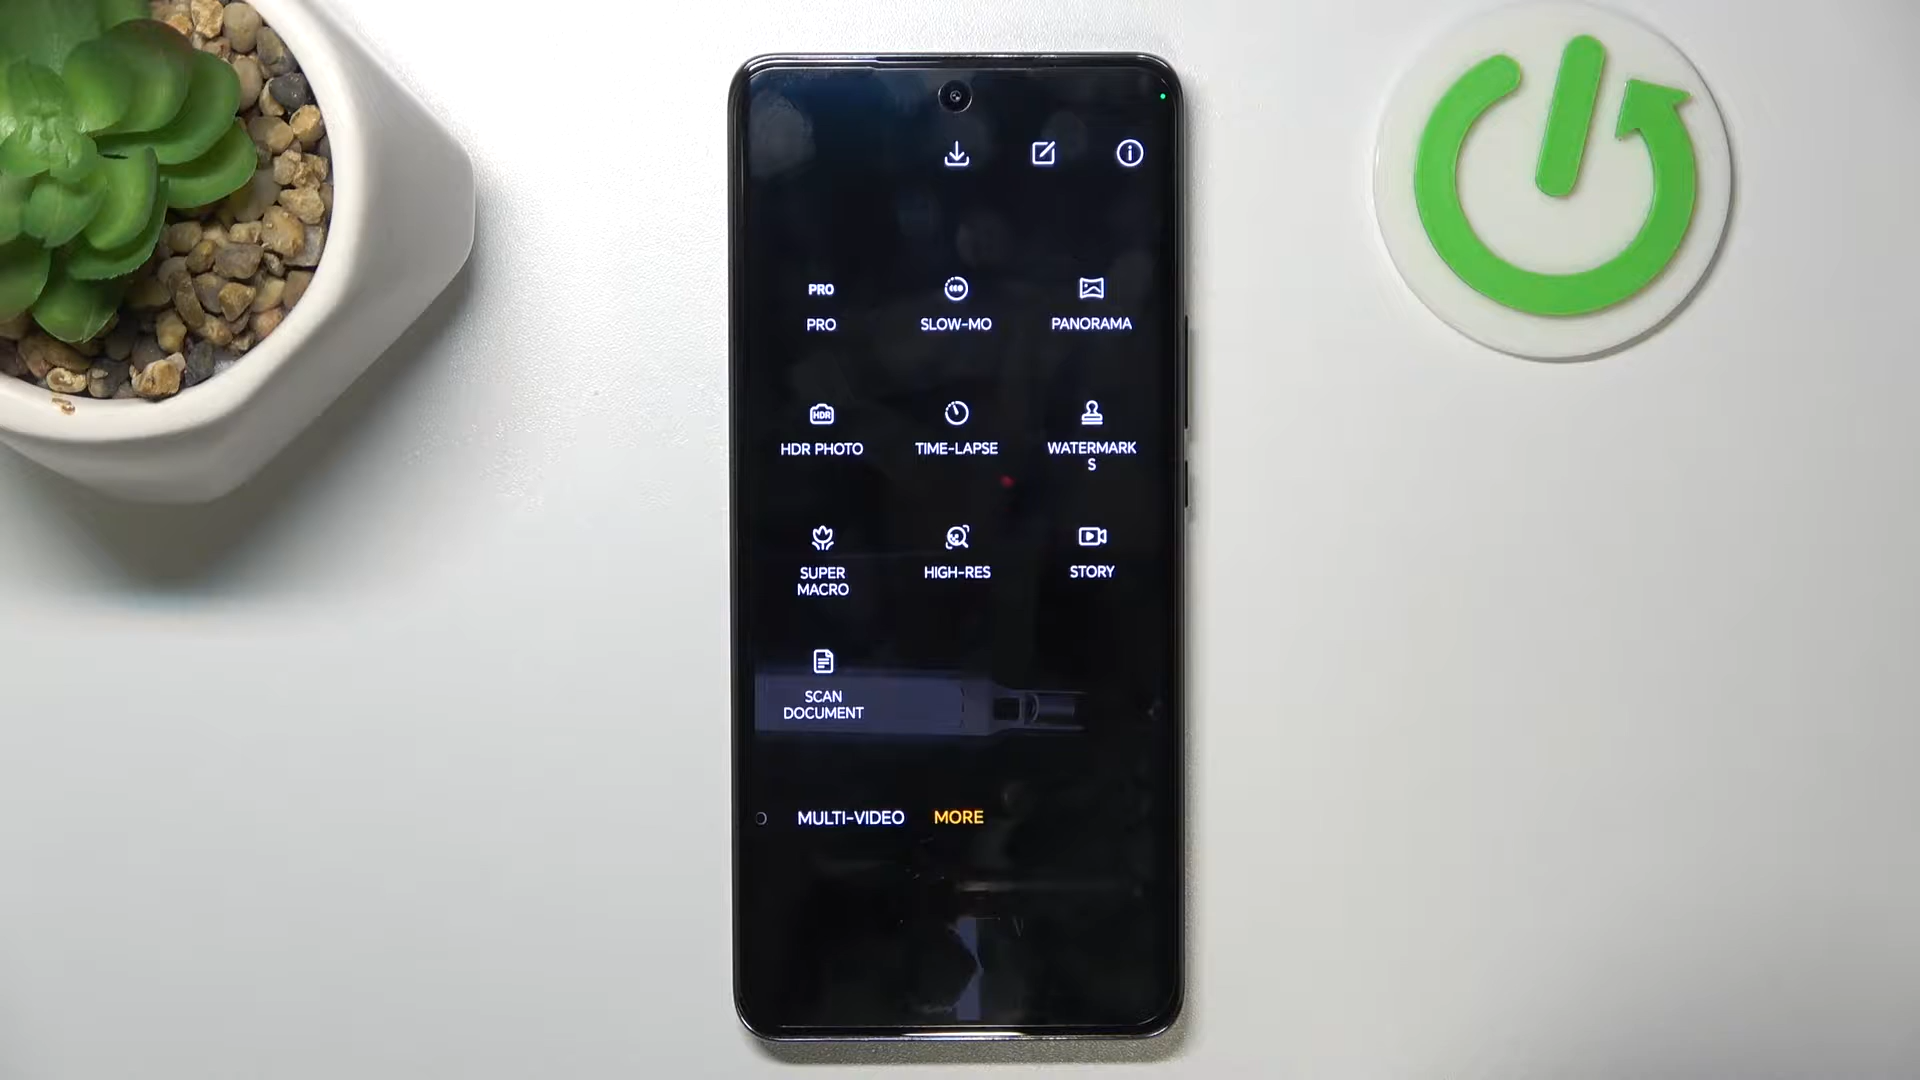 PRO
PRO
SLOW-MO
PANORAMA
HDR
HDR PHOTO
TIME-LAPSE
WATERMARK
S
SUPER
MACRO
HIGH-RES
STORY
SCAN
DOCUMENT
MULTI-VIDEO
MORE